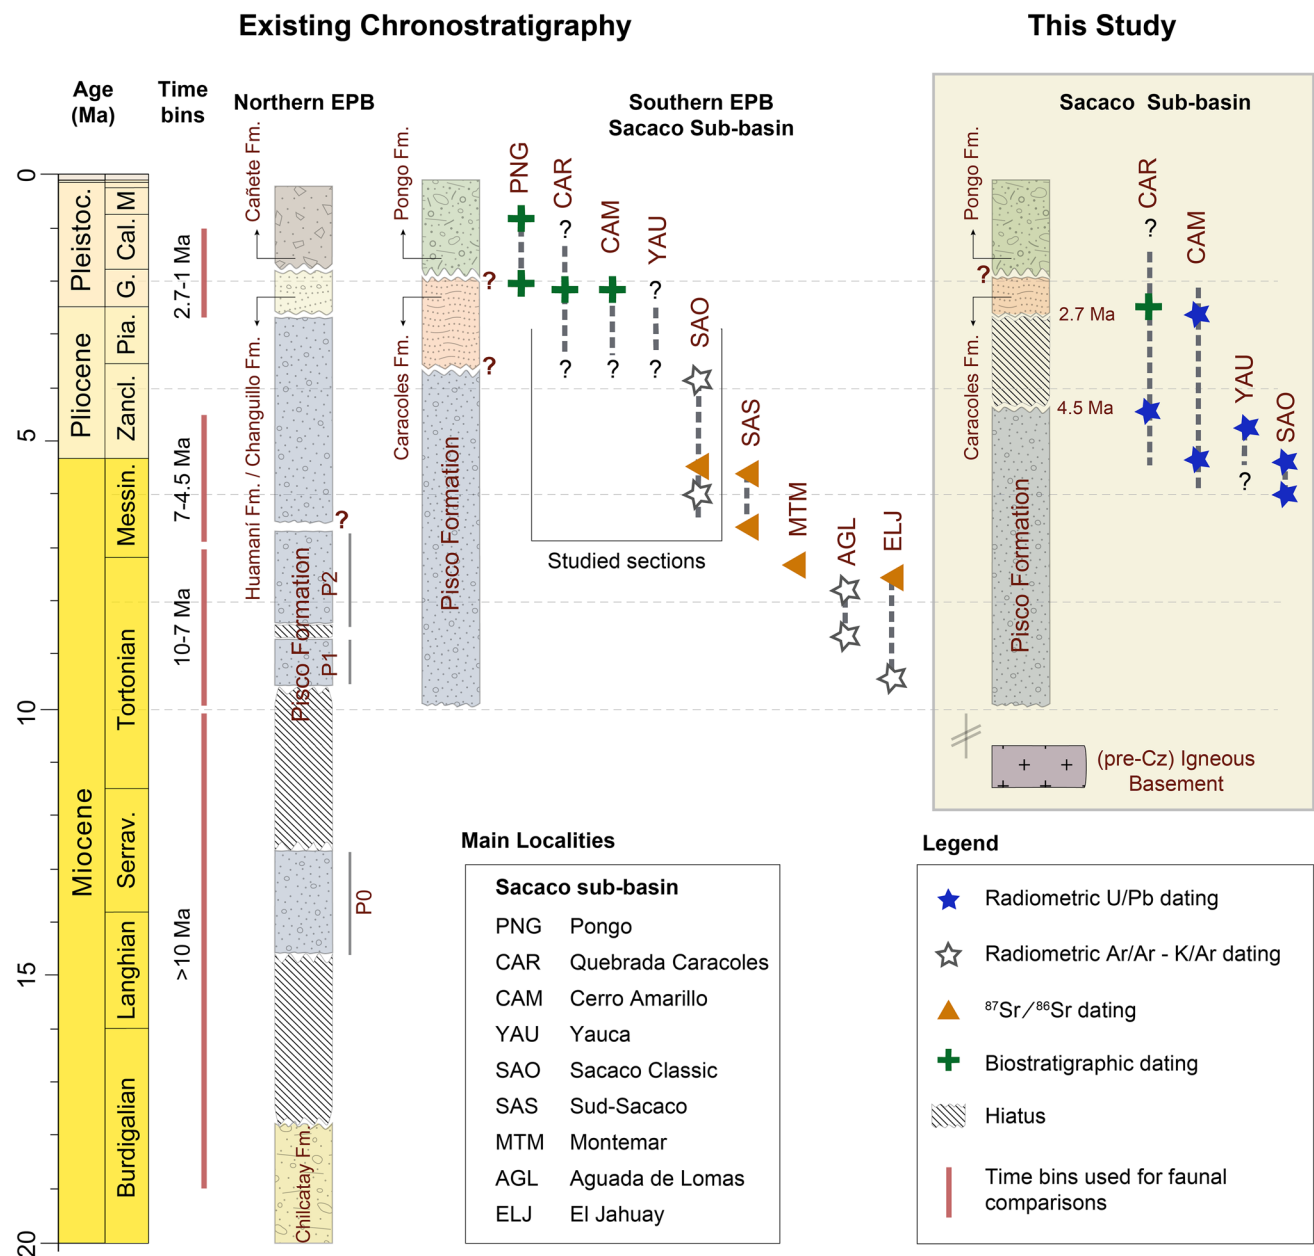 Existing Chronostratigraphy
This Study
Age
(Ma)
Time
bins
Northern EPB
Southern EPB
Sacaco Sub-basin
Sacaco Sub-basin
0
5
10
15
20
Pleistoc.
Pliocene
Miocene
M
Cal.
G.
Pia.
Zancl.
Messin.
Tortonian
Serrav.
Langhian
Burdigalian
2.7-1 Ma
7-4.5 Ma
10-7 Ma
>10 Ma
Cañete Fm.
Huamaní Fm. / Changuillo Fm.
?
Pisco Formation
P2
P1
P0
Chilcatay Fm.
Pongo Fm.
Caracoles Fm.
?
?
Pisco Formation
PNG
CAR
?
?
CAM
?
YAU
?
?
SAO
SAS
MTM
AGL
ELJ
Studied sections
Pongo Fm.
Caracoles Fm.
?
2.7 Ma
4.5 Ma
Pisco Formation
CAR
?
CAM
YAU
?
SAO
(pre-Cz) Igneous
Basement
Main Localities
Sacaco sub-basin
PNG Pongo
CAR Quebrada Caracoles
CAM Cerro Amarillo
YAU Yauca
SAO Sacaco Classic
SAS Sud-Sacaco
MTM Montemar
AGL Aguada de Lomas
ELJ El Jahuay
Legend
Radiometric U/Pb dating
Radiometric Ar/Ar - K/Ar dating
⁸⁷Sr/⁸⁶Sr dating
Biostratigraphic dating
Hiatus
Time bins used for faunal
comparisons